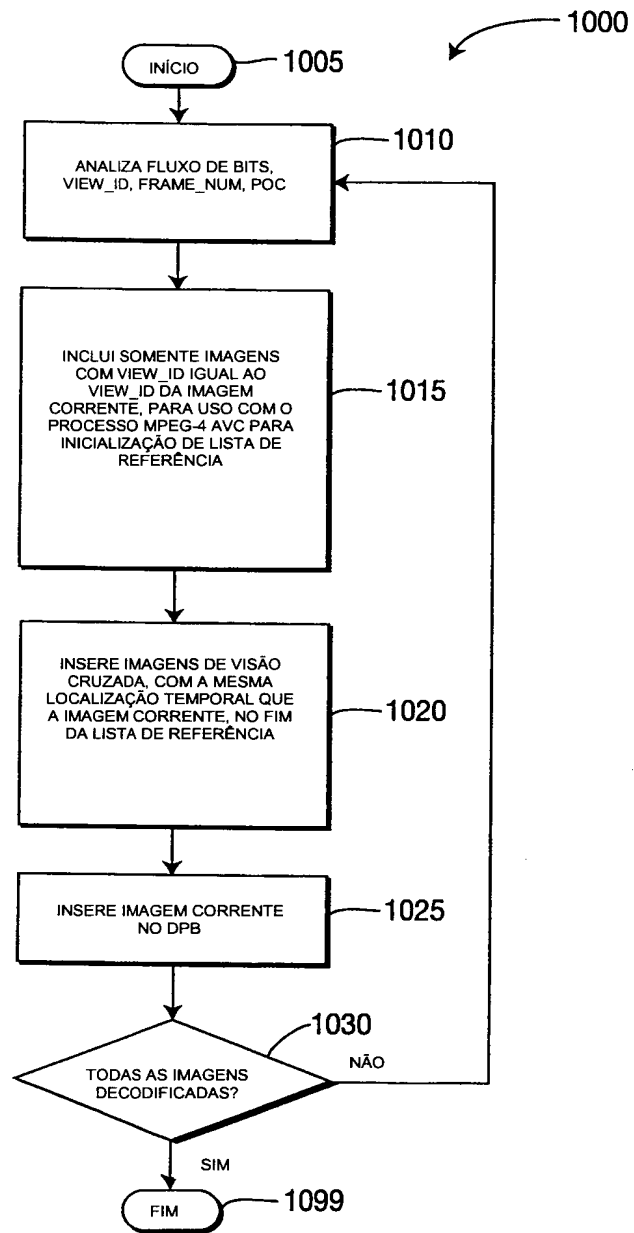 1000
INÍCIO
1005
ANALIZA FLUXO DE BITS,
VIEW_ID, FRAME_NUM, POC
1010
INCLUI SOMENTE IMAGENS
COM VIEW_ID IGUAL AO
VIEW_ID DA IMAGEM
CORRENTE, PARA USO COM O
PROCESSO MPEG-4 AVC PARA
INICIALIZAÇÃO DE LISTA DE
REFERÊNCIA
1015
INSERE IMAGENS DE VISÃO
CRUZADA, COM A MESMA
LOCALIZAÇÃO TEMPORAL QUE
A IMAGEM CORRENTE, NO FIM
DA LISTA DE REFERÊNCIA
1020
INSERE IMAGEM CORRENTE
NO DPB
1025
1030
TODAS AS IMAGENS
DECODIFICADAS?
NÃO
SIM
FIM
1099